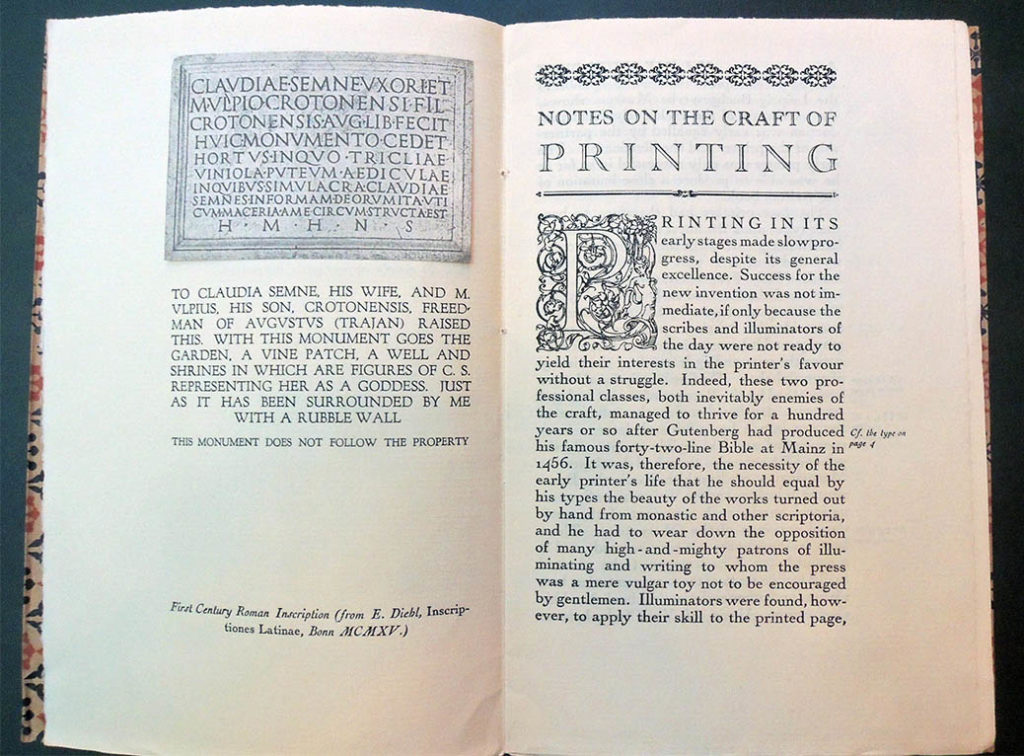 CLAVDIAE·SEMNE·VXORI·ET
M·VLPIO·CROTONENSI·FIL
CROTONENSIS·AVG·LIB·FECIT
HVIC·MONVMENTO·CEDET
HORTVS·IN·QVO·TRICLIAE
VINIOLA·PVTEVM·AEDICVLAE
IN·QVIBVS·SIMVLACRA·CLAVDIAE
SEMNES·IN·FORMAM·DEORVM·ITA·VTI
CVM·MACERIA·A·ME·CIRCVMSTRVCTA·EST
H · M · H · N · S
TO CLAUDIA SEMNE, HIS WIFE, AND M.
VLPIUS, HIS SON, CROTONENSIS, FREED-
MAN OF AVGVSTVS (TRAJAN) RAISED
THIS. WITH THIS MONUMENT GOES THE
GARDEN, A VINE PATCH, A WELL AND
SHRINES IN WHICH ARE FIGURES OF C. S.
REPRESENTING HER AS A GODDESS. JUST
AS IT HAS BEEN SURROUNDED BY ME
WITH A RUBBLE WALL
THIS MONUMENT DOES NOT FOLLOW THE PROPERTY
First Century Roman Inscription (from E. Diehl, Inscrip-
tiones Latinae, Bonn MCMXV.)
NOTES ON THE CRAFT OF
PRINTING
PRINTING IN ITS
early stages made slow pro-
gress, despite its general
excellence. Success for the
new invention was not im-
mediate, if only because the
scribes and illuminators of
the day were not ready to
yield their interests in the printer's favour
without a struggle. Indeed, these two pro-
fessional classes, both inevitably enemies of
the craft, managed to thrive for a hundred
years or so after Gutenberg had produced
his famous forty-two-line Bible at Mainz in
1456. It was, therefore, the necessity of the
early printer's life that he should equal by
his types the beauty of the works turned out
by hand from monastic and other scriptoria,
and he had to wear down the opposition
of many high-and-mighty patrons of illu-
minating and writing to whom the press
was a mere vulgar toy not to be encouraged
by gentlemen. Illuminators were found, how-
ever, to apply their skill to the printed page,
Cf. the type on
page 4